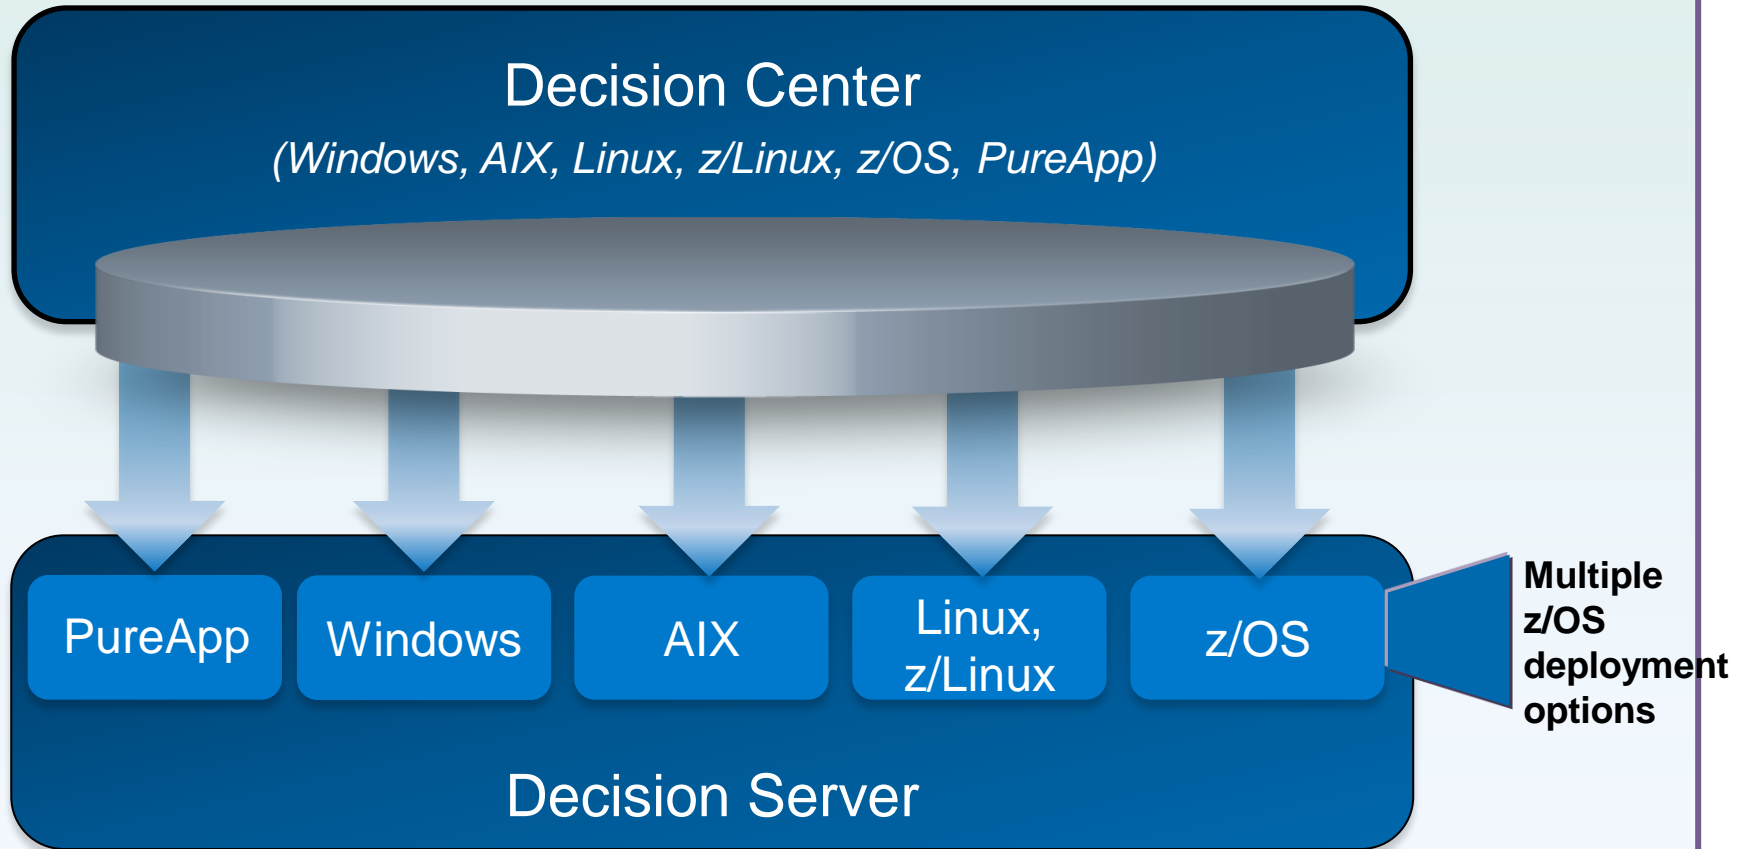 Decision Center
(Windows, AIX, Linux, z/Linux, z/OS, PureApp)
PureApp
Windows
AIX
Linux,
z/Linux
z/OS
Multiple
z/OS
deployment
options
Decision Server